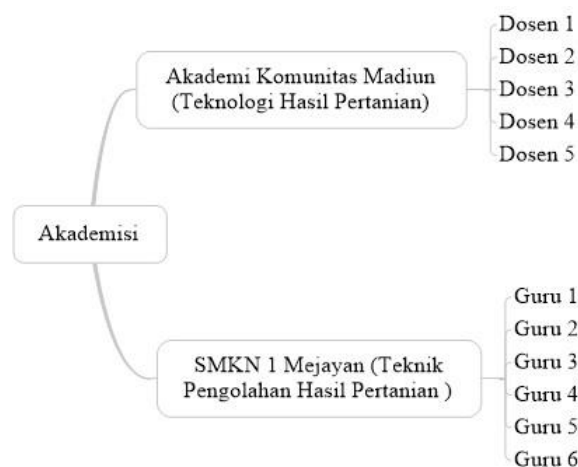 Akademisi
Akademi Komunitas Madiun
(Teknologi Hasil Pertanian)
Dosen 1
Dosen 2
Dosen 3
Dosen 4
Dosen 5
SMKN 1 Mejayan (Teknik
Pengolahan Hasil Pertanian )
Guru 1
Guru 2
Guru 3
Guru 4
Guru 5
Guru 6